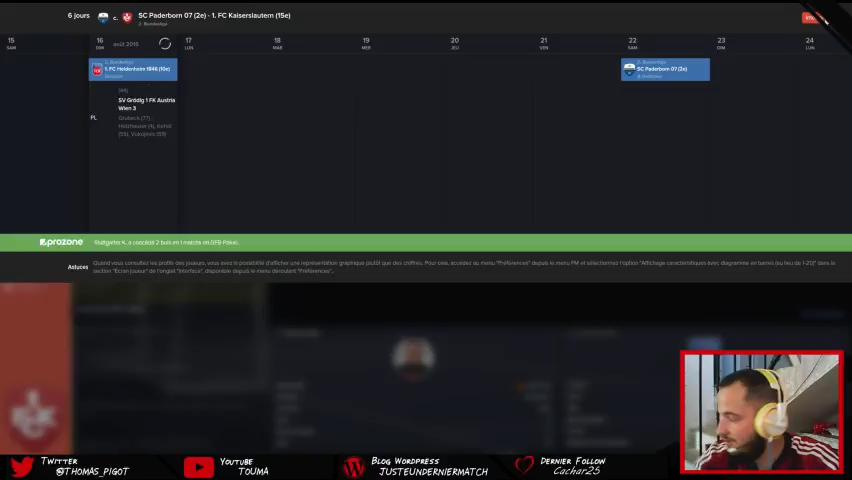 6 jours
c.
SC Paderborn 07 (2e) - 1. FC Kaiserslautern (15e)
2. Bundesliga
15
SAM
16
DIM
août 2015
17
LUN
18
MAR
19
MER
20
JEU
21
VEN
22
SAM
23
DIM
24
LUN
2. Bundesliga
1. FC Heidenheim 1846 (10e)
2. Bundesliga
SC Paderborn 07 (2e)
PL
SV Grödig 1 FK Austria
Wien 3
prozone
Stuttgarter K. a concédé 2 buts en 1 matchs en DFB-Pokal.
Astuces
Quand vous consultez les profils des joueurs, vous avez la possibilité d'afficher une représentation graphique plutôt que des chiffres. Pour cela, accédez au menu "Préférences" depuis le menu FM et sélectionnez l'option "Affichage caractéristiques avec diagramme en barres (au lieu de 1-20)" dans la
section "Écran joueur" de l'onglet "Interface", disponible depuis le menu déroulant "Préférences".
Twitter
@THOMAS_PIGOT
Youtube
TOUMA
Blog Wordpress
JUSTEUNDERNIERMATCH
Dernier Follow
Cachar25